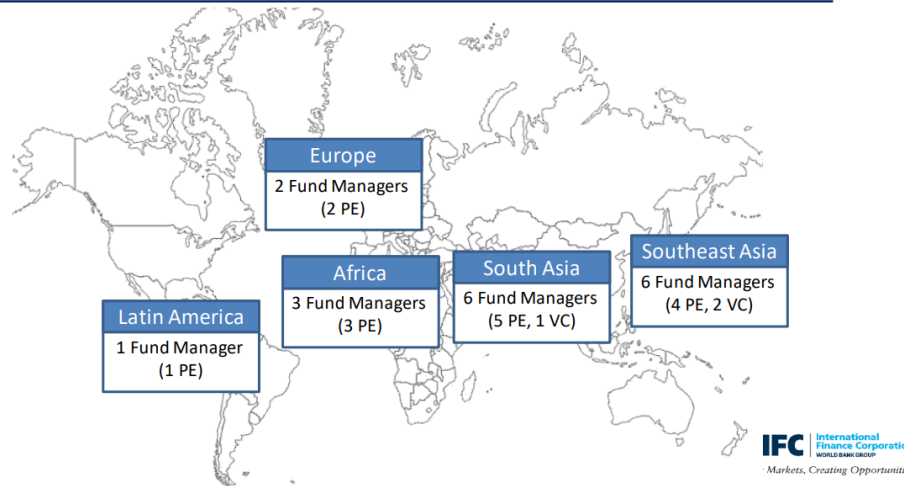 Europe
2 Fund Managers
(2 PE)
Africa
3 Fund Managers
(3 PE)
South Asia
6 Fund Managers
(5 PE, 1 VC)
Southeast Asia
6 Fund Managers
(4 PE, 2 VC)
Latin America
1 Fund Manager
(1 PE)
IFC
International
Finance Corporatio
WORLD BANK GROUP
Markets, Creating Opportuniti